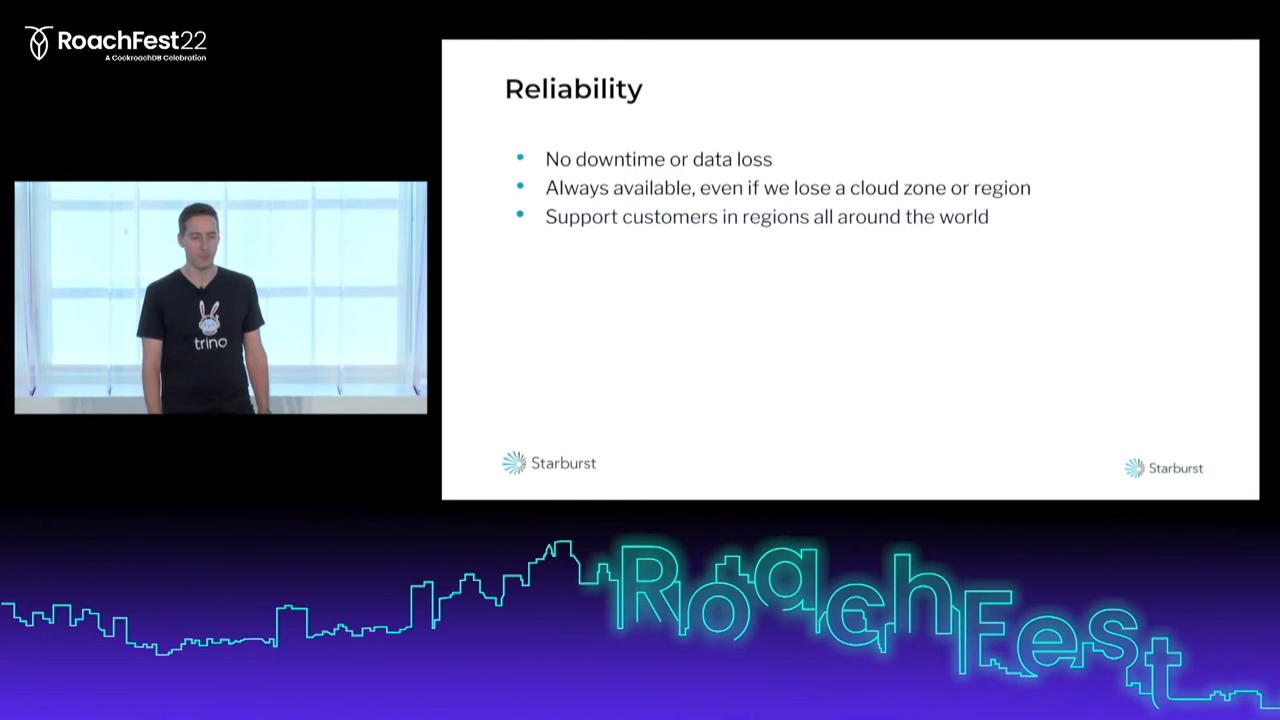 RoachFest22
A CockroachDB Celebration
Reliability
No downtime or data loss
Always available, even if we lose a cloud zone or region
Support customers in regions all around the world
trino
Starburst
Starburst
RoachFest